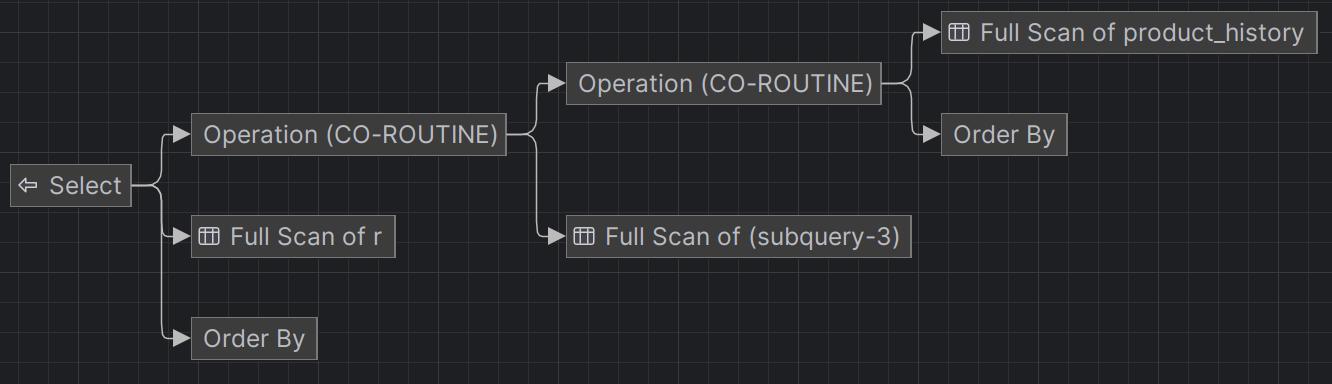 Full Scan of product_history
Operation (CO-ROUTINE)
Operation (CO-ROUTINE)
Order By
Select
Full Scan of r
Full Scan of (subquery-3)
Order By